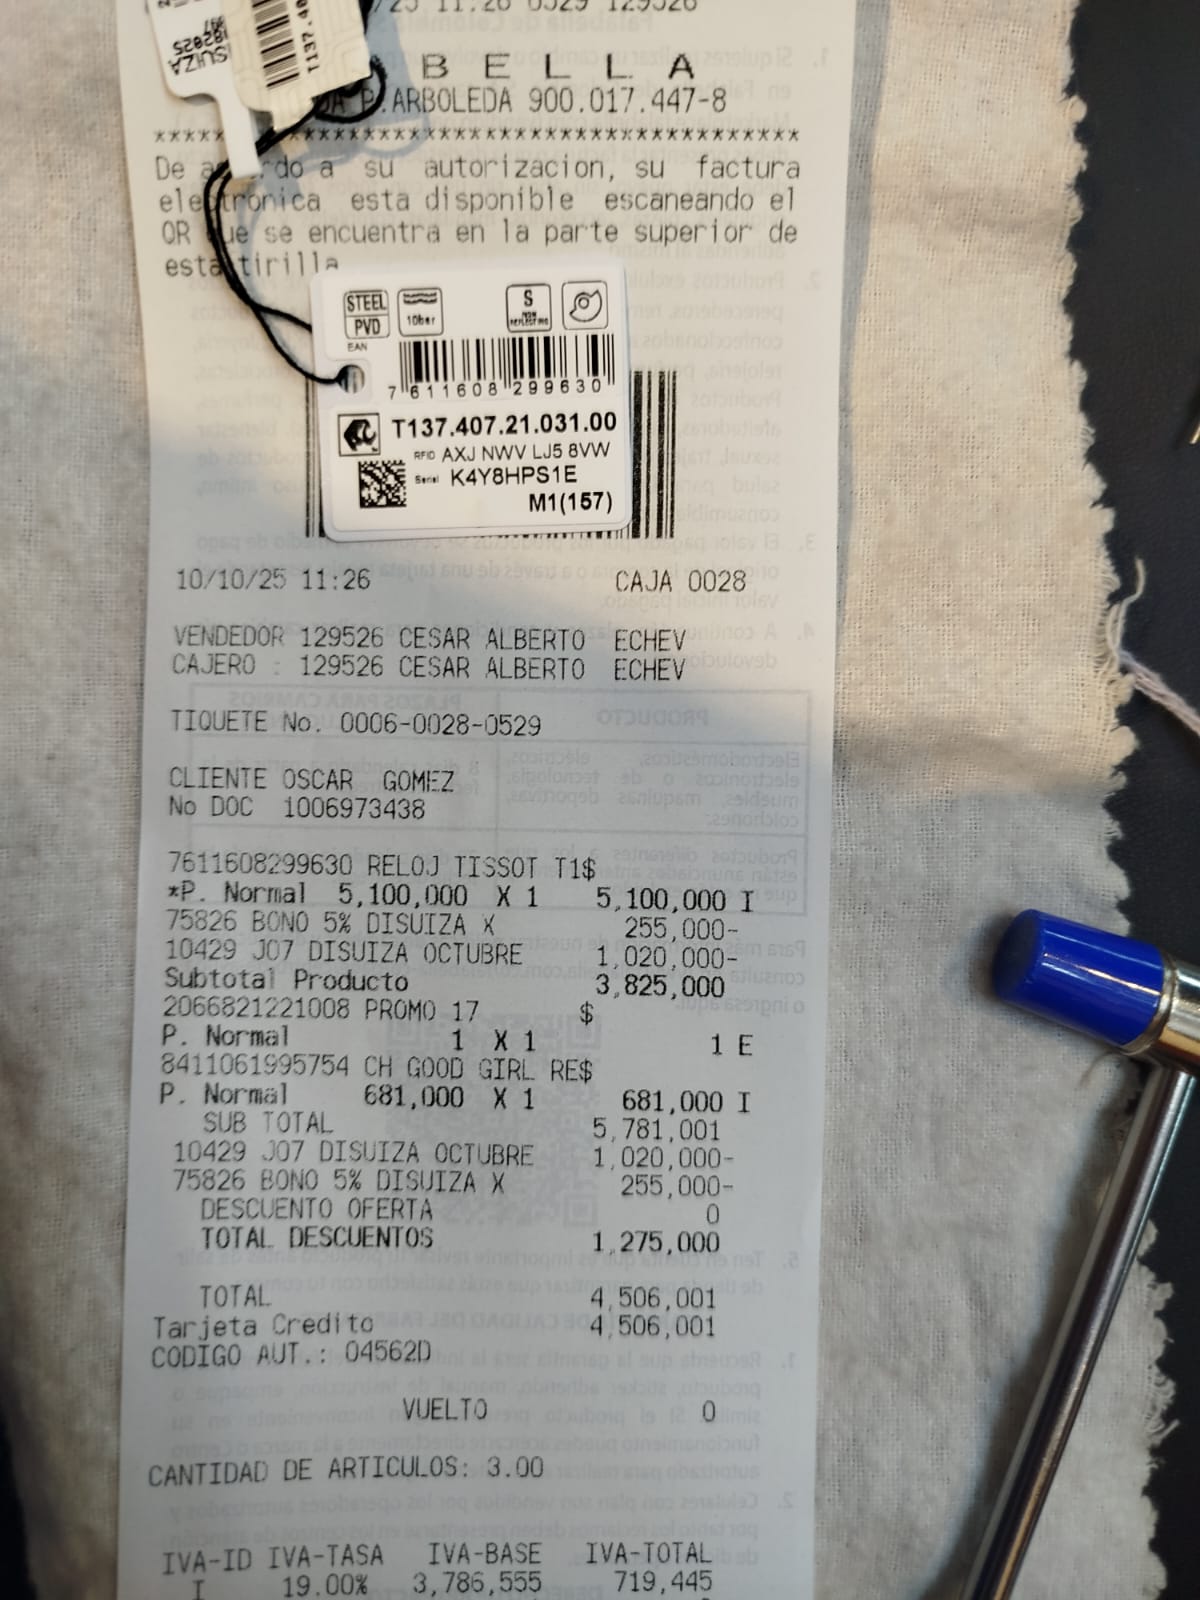 11:26 0529 129526
B E L L A
P.ARBOLEDA 900.017.447-8
De acuerdo a su autorizacion, su factura
electronica esta disponible escaneando el
QR que se encuentra en la parte superior de
esta tirilla
STEEL
PVD
10bar
S
NON REFLECTING
EAN
7 611608 299630
T137.407.21.031.00
RFID AXJ NWV LJ5 8VW
Serial K4Y8HPS1E
M1(157)
10/10/25 11:26 CAJA 0028
VENDEDOR 129526 CESAR ALBERTO ECHEV
CAJERO : 129526 CESAR ALBERTO ECHEV
TIQUETE No. 0006-0028-0529
CLIENTE OSCAR GOMEZ
No DOC 1006973438
7611608299630 RELOJ TISSOT T1$
*P. Normal 5,100,000 X 1 5,100,000 I
75826 BONO 5% DISUIZA X 255,000-
10429 J07 DISUIZA OCTUBRE 1,020,000-
Subtotal Producto 3,825,000
2066821221008 PROMO 17 $
P. Normal 1 X 1 1 E
8411061995754 CH GOOD GIRL RE$
P. Normal 681,000 X 1 681,000 I
SUB TOTAL 5,781,001
10429 J07 DISUIZA OCTUBRE 1,020,000-
75826 BONO 5% DISUIZA X 255,000-
DESCUENTO OFERTA 0
TOTAL DESCUENTOS 1,275,000
TOTAL 4,506,001
Tarjeta Credito 4,506,001
CODIGO AUT.: 04562D
VUELTO 0
CANTIDAD DE ARTICULOS: 3.00
IVA-ID IVA-TASA IVA-BASE IVA-TOTAL
I 19.00% 3,786,555 719,445